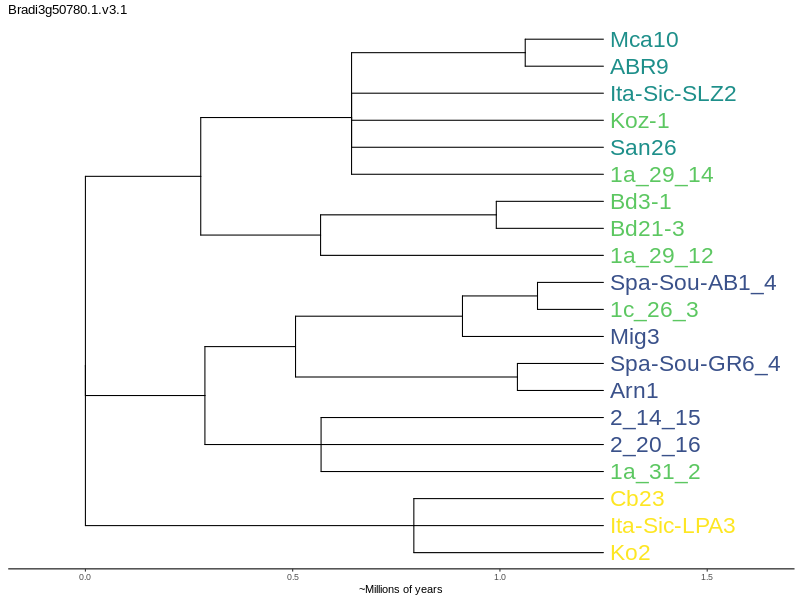 Bradi3g50780.1.v3.1
Mca10
ABR9
Ita-Sic-SLZ2
Koz-1
San26
1a_29_14
Bd3-1
Bd21-3
1a_29_12
Spa-Sou-AB1_4
1c_26_3
Mig3
Spa-Sou-GR6_4
Arn1
2_14_15
2_20_16
1a_31_2
Cb23
Ita-Sic-LPA3
Ko2
0.0 0.5 1.0 1.5
~Millions of years